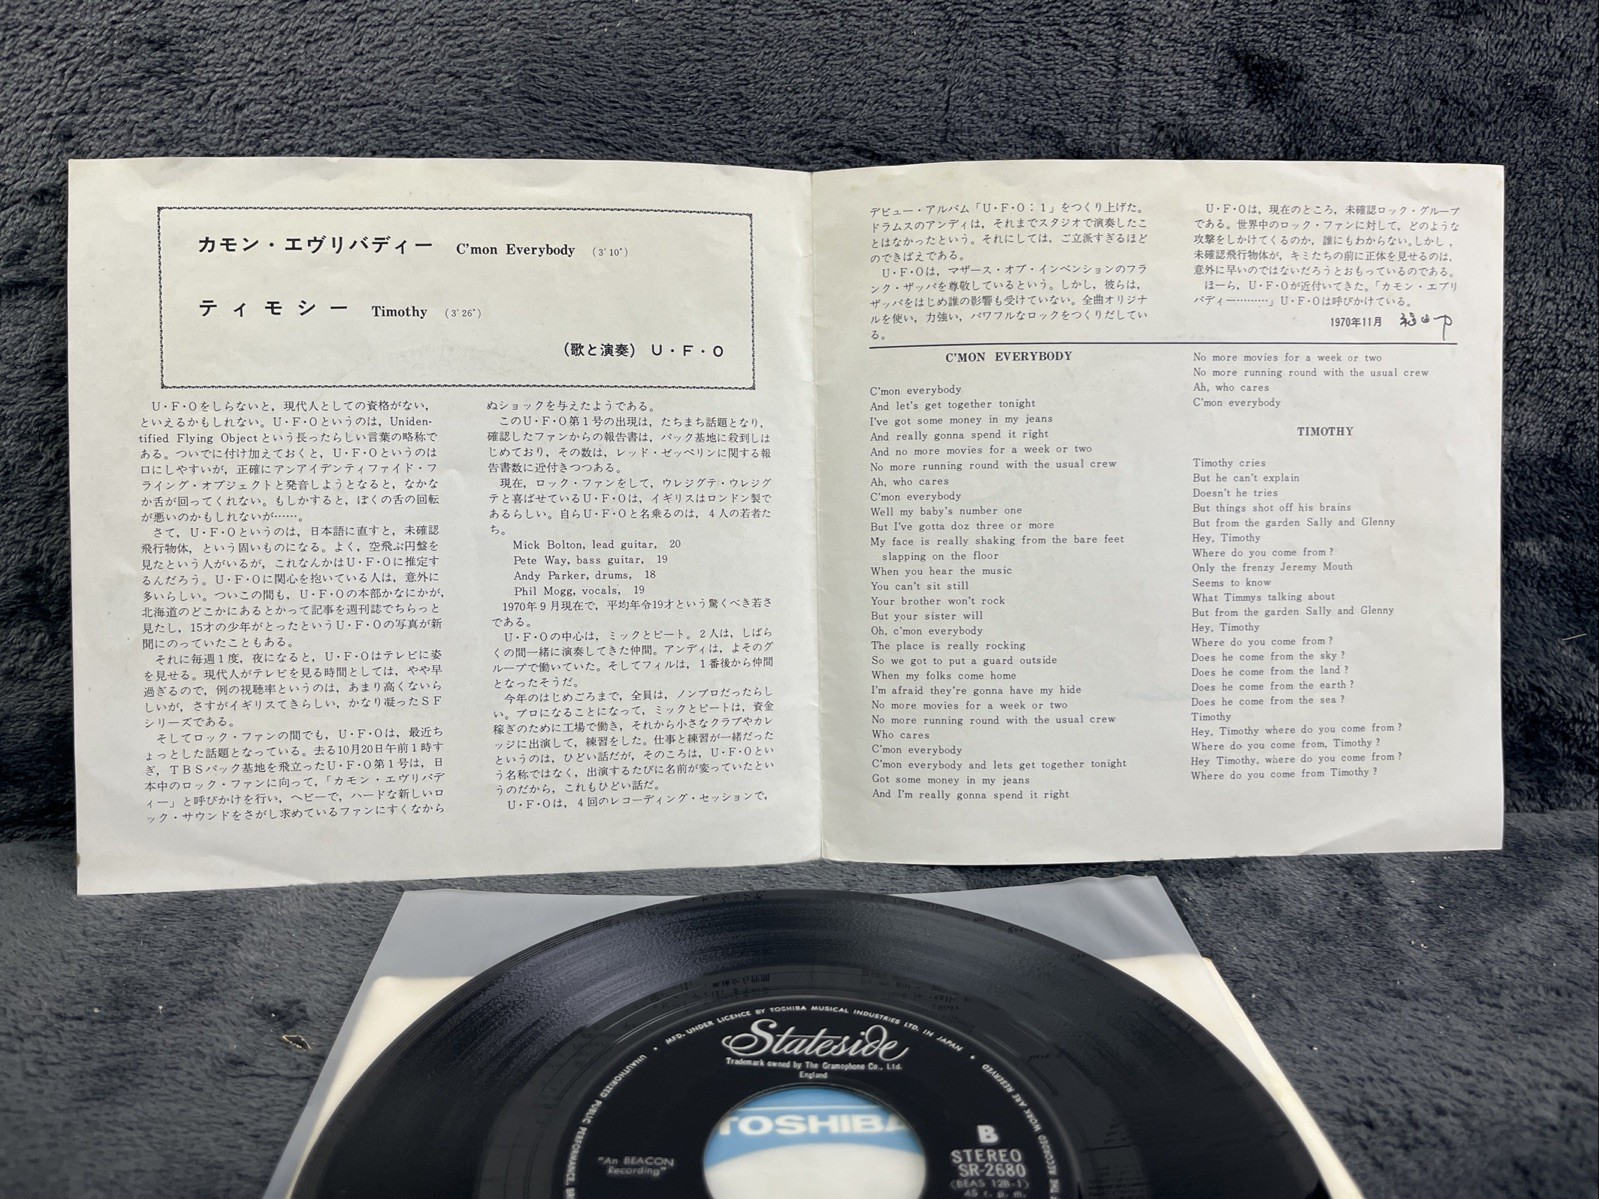 カモン・エヴリバディー C'mon Everybody (3'10")
ティモシー Timothy (3'26")
(歌と演奏) U・F・O
U・F・Oをしらないと，現代人としての資格がない，
といえるかもしれない。U・F・Oというのは，Uniden-
tified Flying Objectという長ったらしい言葉の略称で
ある。ついでに付け加えておくと，U・F・Oというのは
口にしやすいが，正確にアンアイデンティファイド・フ
ライング・オブジェクトと発音しようとなると，なかな
か舌が回ってくれない。もしかすると，ぼくの舌の回転
が悪いのかもしれないが……。
さて，U・F・Oというのは，日本語に直すと，未確認
飛行物体，という固いものになる。よく，空飛ぶ円盤を
見たという人がいるが，これなんかはU・F・Oに推定す
るんだろう。U・F・Oに関心を抱いている人は，意外に
多いらしい。ついこの間も，U・F・Oの本部かなにかが，
北海道のどこかにあるとかって記事を週刊誌でちらっと
見たし，15才の少年がとったというU・F・Oの写真が新
聞にのっていたこともある。
それに毎週1度，夜になると，U・F・Oはテレビに姿
を見せる。現代人がテレビを見る時間としては，やや早
過ぎるので，例の視聴率というのは，あまり高くないら
しいが，さすがイギリスてきらしい，かなり凝ったSF
シリーズである。
そしてロック・ファンの間でも，U・F・Oは，最近ち
ょっとした話題となっている。去る10月20日午前1時す
ぎ，TBSパック基地を飛立ったU・F・O第1号は，日
本中のロック・ファンに向って，「カモン・エヴリバデ
ィー」と呼びかけを行い，ヘビーで，ハードな新しいロ
ック・サウンドをさがし求めているファンにすくなから
ぬショックを与えたようである。
このU・F・O第1号の出現は，たちまち話題となり，
確認したファンからの報告書は，パック基地に殺到しは
じめており，その数は，レッド・ゼッペリンに関する報
告書数に近付きつつある。
現在，ロック・ファンをして，ウレジグテ・ウレジグ
テと喜ばせているU・F・Oは，イギリスはロンドン製で
あるらしい。自らU・F・Oと名乗るのは，4人の若者た
ち。
Mick Bolton, lead guitar, 20
Pete Way, bass guitar, 19
Andy Parker, drums, 18
Phil Mogg, vocals, 19
1970年9月現在で，平均年令19才という驚くべき若さ
である。
U・F・Oの中心は，ミックとピート。2人は，しばら
くの間一緒に演奏してきた仲間。アンディは，よそのグ
ループで働いていた。そしてフィルは，1番後から仲間
となったそうだ。
今年のはじめごろまで，全員は，ノンプロだったらし
い。プロになることになって，ミックとピートは，資金
稼ぎのために工場で働き，それから小さなクラブやカレ
ッジに出演して，練習をした。仕事と練習が一緒だった
というのは，ひどい話だが，そのころは，U・F・Oとい
う名称ではなく，出演するたびに名前が変っていたとい
うのだから，これもひどい話だ。
U・F・Oは，4回のレコーディング・セッションで，
デビュー・アルバム「U・F・O：1」をつくり上げた。
ドラムスのアンディは，それまでスタジオで演奏したこ
とはなかったという。それにしては，ご立派すぎるほど
のできばえである。
U・F・Oは，マザース・オブ・インベンションのフラ
ンク・ザッパを尊敬しているという。しかし，彼らは，
ザッパをはじめ誰の影響も受けていない。全曲オリジナ
ルを使い，力強い，パワフルなロックをつくりだしてい
る。
U・F・Oは，現在のところ，未確認ロック・グループ
である。世界中のロック・ファンに対して，どのような
攻撃をしかけてくるのか，誰にもわからない。しかし，
未確認飛行物体が，キミたちの前に正体を見せるのは，
意外に早いのではないだろうとおもっているのである。
ほーら，U・F・Oが近付いてきた。「カモン・エブリ
バディー………」U・F・Oは呼びかけている。
1970年11月
C'MON EVERYBODY
C'mon everybody
And let's get together tonight
I've got some money in my jeans
And really gonna spend it right
And no more movies for a week or two
No more running round with the usual crew
Ah, who cares
C'mon everybody
Well my baby's number one
But I've gotta doz three or more
My face is really shaking from the bare feet
slapping on the floor
When you hear the music
You can't sit still
Your brother won't rock
But your sister will
Oh, c'mon everybody
The place is really rocking
So we got to put a guard outside
When my folks come home
I'm afraid they're gonna have my hide
No more movies for a week or two
No more running round with the usual crew
Who cares
C'mon everybody
C'mon everybody and lets get together tonight
Got some money in my jeans
And I'm really gonna spend it right
No more movies for a week or two
No more running round with the usual crew
Ah, who cares
C'mon everybody
TIMOTHY
Timothy cries
But he can't explain
Doesn't he tries
But things shot off his brains
But from the garden Sally and Glenny
Hey, Timothy
Where do you come from?
Only the frenzy Jeremy Mouth
Seems to know
What Timmys talking about
But from the garden Sally and Glenny
Hey, Timothy
Where do you come from?
Does he come from the sky?
Does he come from the land?
Does he come from the earth?
Does he come from the sea?
Timothy
Hey, Timothy where do you come from?
Where do you come from, Timothy?
Hey Timothy, where do you come from?
Where do you come from Timothy?
UNAUTHORIZED PUBLIC PERFORMANCE, • MFD. UNDER LICENCE BY TOSHIBA MUSICAL INDUSTRIES LTD. IN JAPAN • RECORDED WORK ARE RESERVED
Stateside
Trademark owned by The Gramophone Co., Ltd.
England
TOSHIBA
"An BEACON
Recording"
B
STEREO
SR-2680
(BEAS 12B-1)
45 r.p.m.